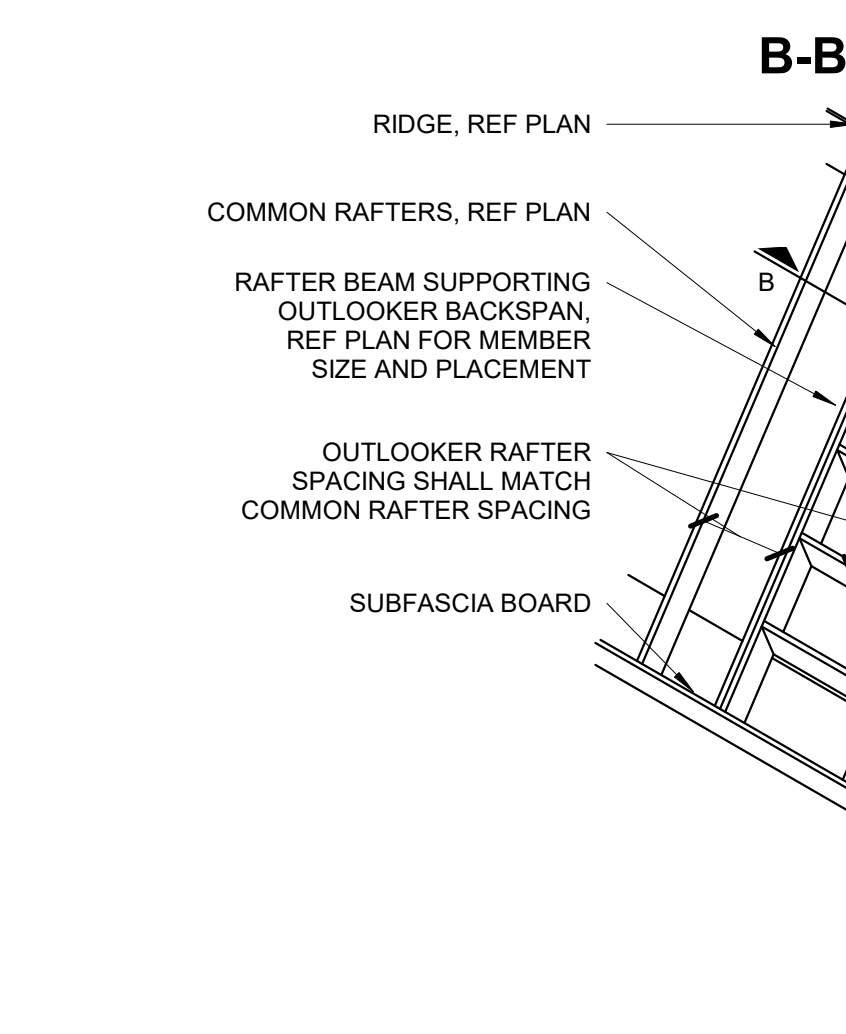 B-B
RIDGE, REF PLAN
COMMON RAFTERS, REF PLAN
RAFTER BEAM SUPPORTING
OUTLOOKER BACKSPAN,
REF PLAN FOR MEMBER
SIZE AND PLACEMENT
B
OUTLOOKER RAFTER
SPACING SHALL MATCH
COMMON RAFTER SPACING
SUBFASCIA BOARD